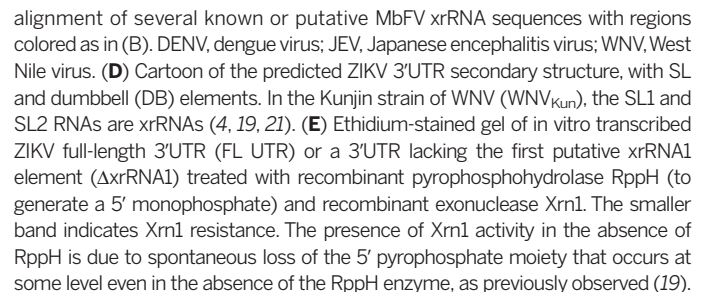 alignment of several known or putative MbFV xrRNA sequences with regions
colored as in (B). DENV, dengue virus; JEV, Japanese encephalitis virus; WNV, West
Nile virus. (D) Cartoon of the predicted ZIKV 3′UTR secondary structure, with SL
and dumbbell (DB) elements. In the Kunjin strain of WNV (WNVKun), the SL1 and
SL2 RNAs are xrRNAs (4, 19, 21). (E) Ethidium-stained gel of in vitro transcribed
ZIKV full-length 3′UTR (FL UTR) or a 3′UTR lacking the first putative xrRNA1
element (ΔxrRNA1) treated with recombinant pyrophosphohydrolase RppH (to
generate a 5′ monophosphate) and recombinant exonuclease Xrn1. The smaller
band indicates Xrn1 resistance. The presence of Xrn1 activity in the absence of
RppH is due to spontaneous loss of the 5′ pyrophosphate moiety that occurs at
some level even in the absence of the RppH enzyme, as previously observed (19).